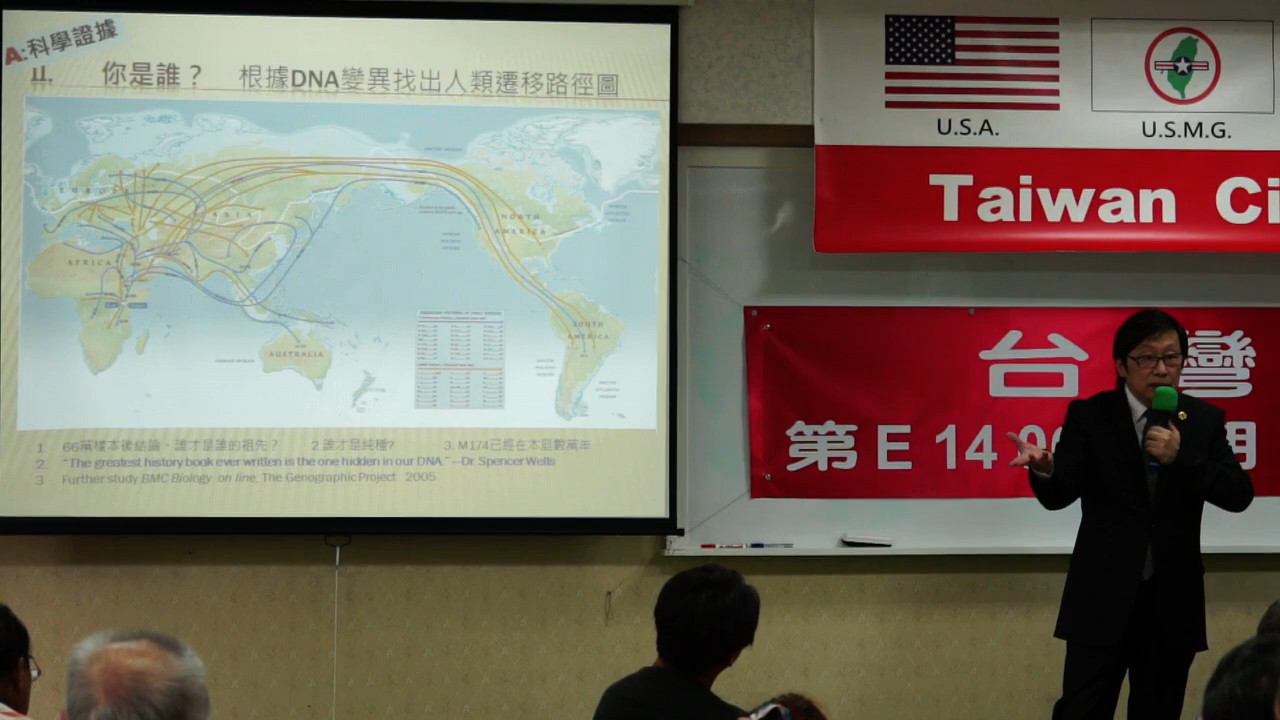 A:科學證據
II. 你是誰？ 根據DNA變異找出人類遷移路徑圖
EUROPE
ASIA
AFRICA
NORTH
AMERICA
SOUTH
AMERICA
AUSTRALIA
1. 66萬樣本後結論，誰才是誰的祖先？ 2.誰才是純種? 3. M174已經在本島數萬年
2. "The greatest history book ever written is the one hidden in our DNA." --Dr. Spencer Wells
3 Further study BMC Biology on line, The Genographic Project 2005
U.S.A.
U.S.M.G.
Taiwan Ci
台灣
第E 14 期